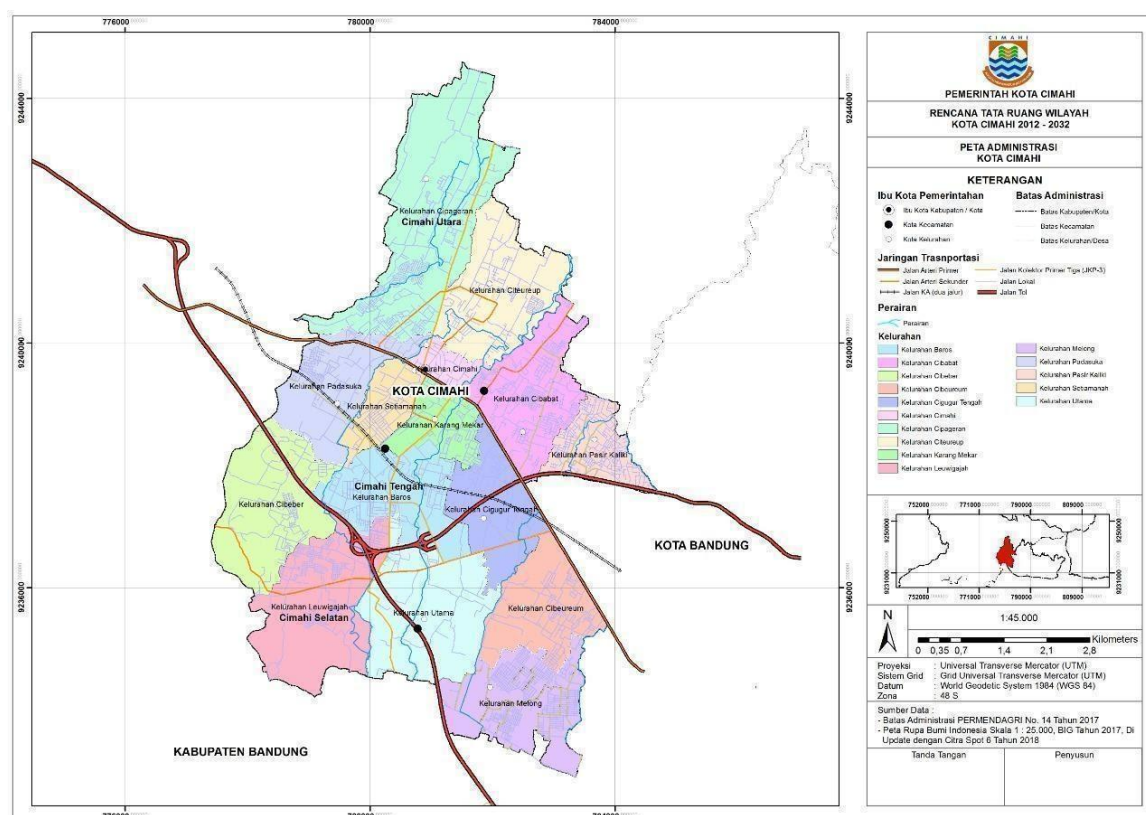 776000
780000
784000
9244000
9244000
9240000
9240000
9236000
9236000
Kelurahan Cipageran
Cimahi Utara
Kelurahan Citeureup
Kelurahan Cimahi
Kelurahan Padasuka
KOTA CIMAHI
Kelurahan Cibabat
Kelurahan Setiamanah
Kelurahan Karang Mekar
Kelurahan Pasir Kaliki
Cimahi Tengah
Kelurahan Baros
Kelurahan Cibeber
Kelurahan Cigugur Tengah
KOTA BANDUNG
Kelurahan Leuwigajah
Cimahi Selatan
Kelurahan Utama
Kelurahan Cibeureum
Kelurahan Melong
KABUPATEN BANDUNG
CIMAHI
PEMERINTAH KOTA CIMAHI
RENCANA TATA RUANG WILAYAH
KOTA CIMAHI 2012 - 2032
PETA ADMINISTRASI
KOTA CIMAHI
KETERANGAN
Ibu Kota Pemerintahan
Ibu Kota Kabupaten / Kota
Kota Kecamatan
Kota Kelurahan
Batas Administrasi
Batas Kabupaten/Kota
Batas Kecamatan
Batas Kelurahan/Desa
Jaringan Trasnportasi
Jalan Arteri Primer
Jalan Arteri Sekunder
Jalan KA (dua jalur)
Jalan Kolektor Primer Tiga (JKP-3)
Jalan Lokal
Jalan Tol
Perairan
Perairan
Kelurahan
Kelurahan Baros
Kelurahan Cibabat
Kelurahan Cibeber
Kelurahan Cibeureum
Kelurahan Cigugur Tengah
Kelurahan Cimahi
Kelurahan Cipageran
Kelurahan Citeureup
Kelurahan Karang Mekar
Kelurahan Leuwigajah
Kelurahan Melong
Kelurahan Padasuka
Kelurahan Pasir Kaliki
Kelurahan Setiamanah
Kelurahan Utama
752000 771000 790000 809000
9250000
9250000
9231000
9231000
752000 771000 790000 809000
N
1:45.000
Kilometers
0 0,35 0,7 1,4 2,1 2,8
Proyeksi : Universal Transverse Mercator (UTM)
Sistem Grid : Grid Universal Transverse Mercator (UTM)
Datum : World Geodetic System 1984 (WGS 84)
Zona : 48 S
Sumber Data :
- Batas Administrasi PERMENDAGRI No. 14 Tahun 2017
- Peta Rupa Bumi Indonesia Skala 1 : 25.000, BIG Tahun 2017, Di
Update dengan Citra Spot 6 Tahun 2018
Tanda Tangan
Penyusun